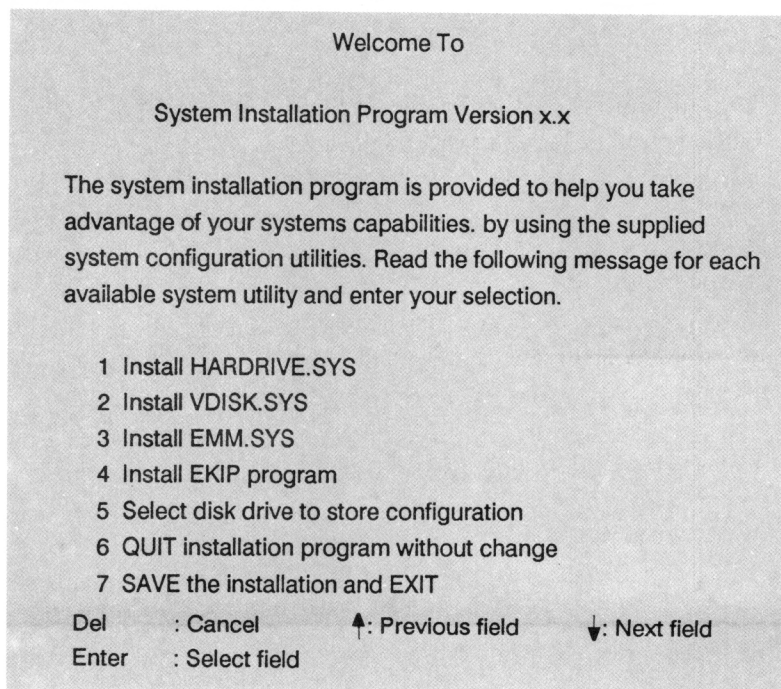 Welcome To
System Installation Program Version x.x
The system installation program is provided to help you take
advantage of your systems capabilities. by using the supplied
system configuration utilities. Read the following message for each
available system utility and enter your selection.
1 Install HARDRIVE.SYS
2 Install VDISK.SYS
3 Install EMM.SYS
4 Install EKIP program
5 Select disk drive to store configuration
6 QUIT installation program without change
7 SAVE the installation and EXIT
Del : Cancel ↑: Previous field ↓: Next field
Enter : Select field